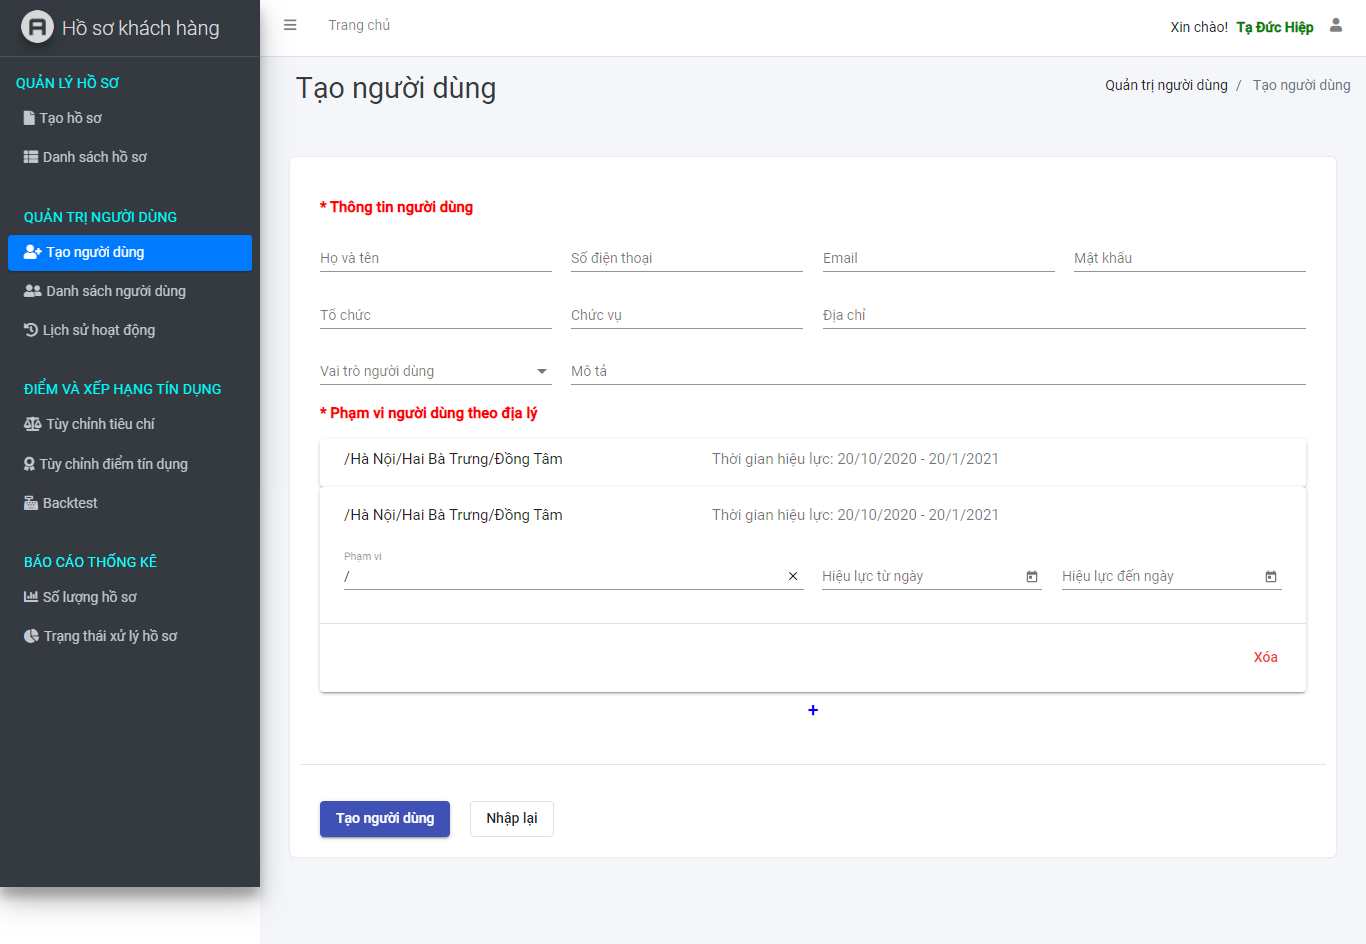 Hồ sơ khách hàng
Trang chủ
Xin chào! Tạ Đức Hiệp
QUẢN LÝ HỒ SƠ
Tạo hồ sơ
Danh sách hồ sơ
QUẢN TRỊ NGƯỜI DÙNG
Tạo người dùng
Danh sách người dùng
Lịch sử hoạt động
ĐIỂM VÀ XẾP HẠNG TÍN DỤNG
Tùy chỉnh tiêu chí
Tùy chỉnh điểm tín dụng
Backtest
BÁO CÁO THỐNG KÊ
Số lượng hồ sơ
Trạng thái xử lý hồ sơ
Tạo người dùng
Quản trị người dùng / Tạo người dùng
* Thông tin người dùng
Họ và tên Số điện thoại Email Mật khẩu
Tổ chức Chức vụ Địa chỉ
Vai trò người dùng Mô tả
* Phạm vi người dùng theo địa lý
/Hà Nội/Hai Bà Trưng/Đồng Tâm Thời gian hiệu lực: 20/10/2020 - 20/1/2021
/Hà Nội/Hai Bà Trưng/Đồng Tâm Thời gian hiệu lực: 20/10/2020 - 20/1/2021
Phạm vi
/ Hiệu lực từ ngày Hiệu lực đến ngày
Xóa
+
Tạo người dùng Nhập lại